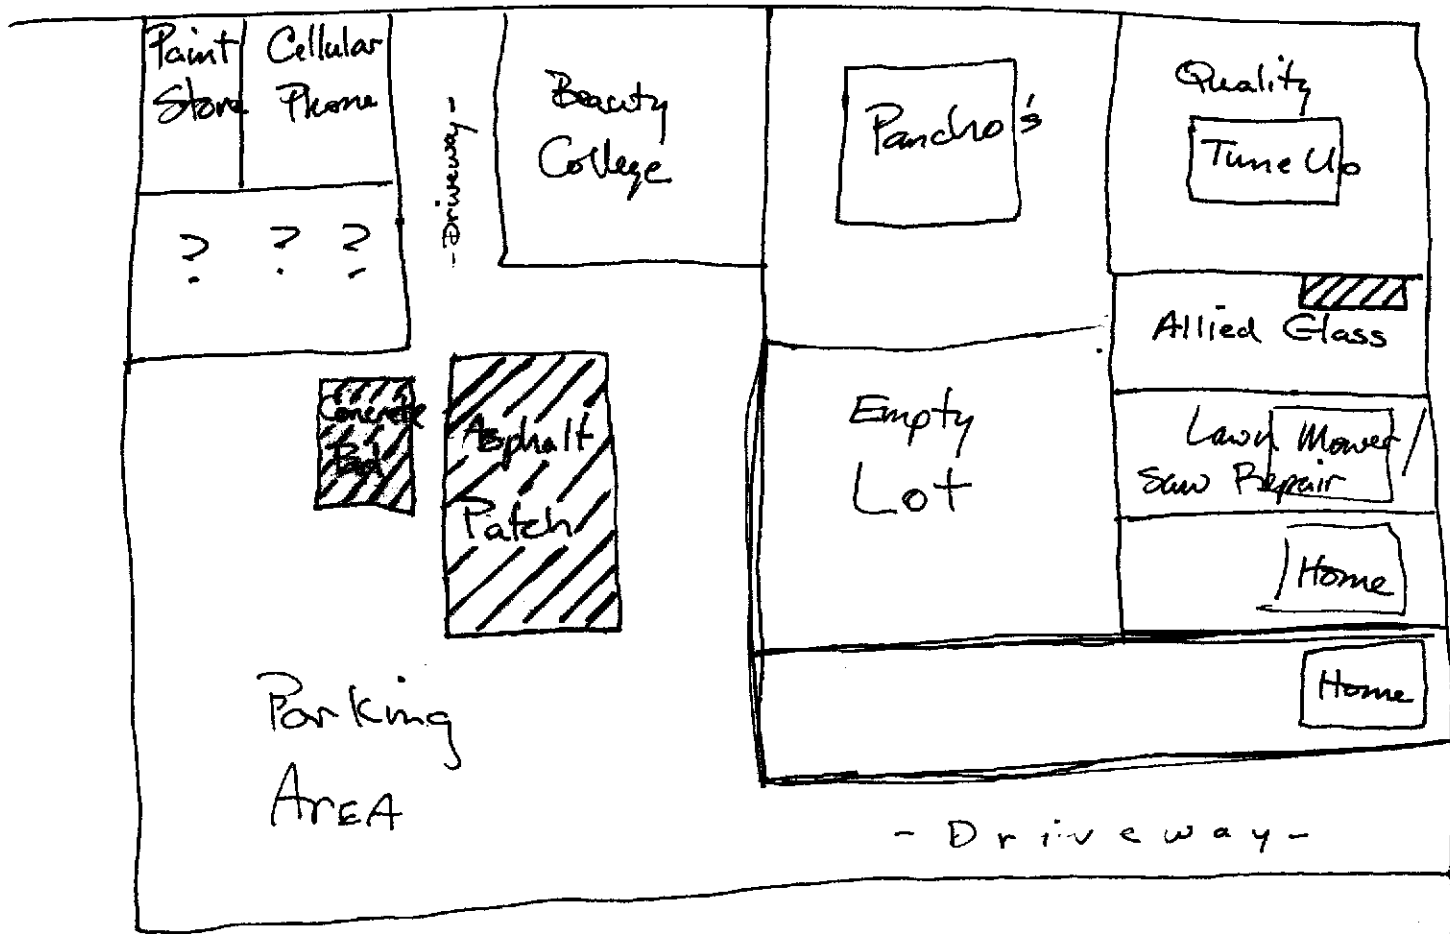 Paint
Store
Cellular
Phone
- Driveway -
Beauty
College
Pancho's
Quality
Tune Up
? ? ?
Allied Glass
Concrete
Pad
Asphalt
Patch
Empty
Lot
Lawn Mower/
Saw Repair
Home
Home
Parking
AreA
- Driveway -